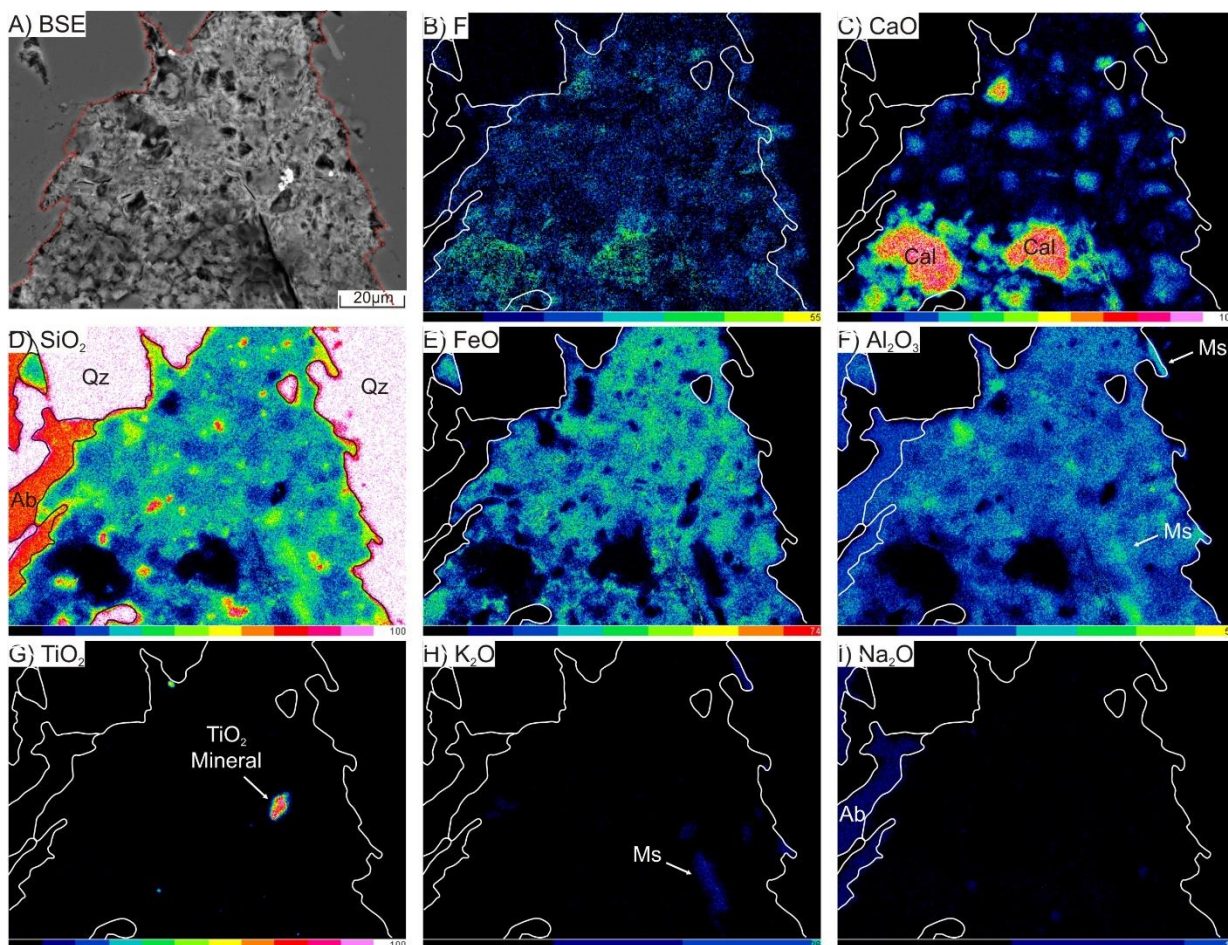 A) BSE
20µm
B) F
55
C) CaO
Cal
Cal
10
D) SiO₂
Qz
Qz
Ab
100
E) FeO
74
F) Al₂O₃
Ms
Ms
G) TiO₂
TiO₂
Mineral
100
H) K₂O
Ms
I) Na₂O
Ab